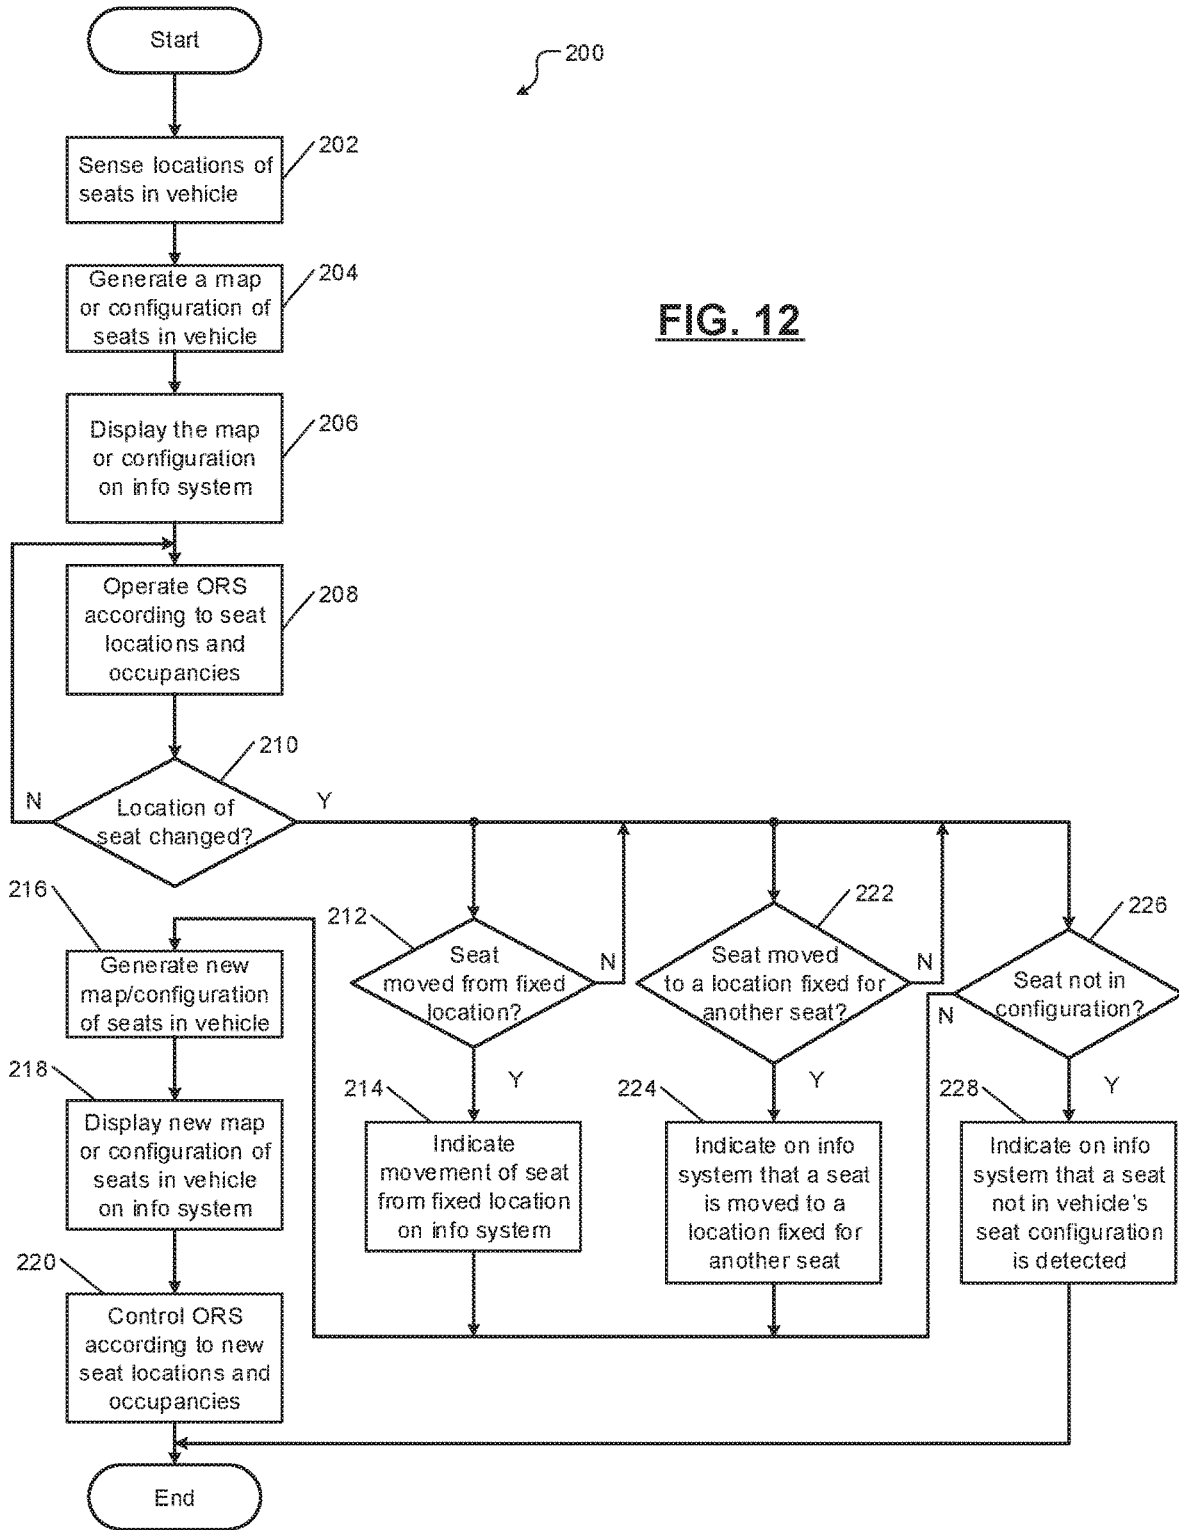 Start
200
202
Sense locations of
seats in vehicle
204
Generate a map
or configuration of
seats in vehicle
FIG. 12
206
Display the map
or configuration
on info system
208
Operate ORS
according to seat
locations and
occupancies
210
N
Location of
seat changed?
Y
216
Generate new
map/configuration
of seats in vehicle
212
Seat
moved from fixed
location?
N
222
Seat moved
to a location fixed for
another seat?
N
226
Seat not in
configuration?
N
218
Display new map
or configuration of
seats in vehicle
on info system
Y
214
Indicate
movement of seat
from fixed location
on info system
Y
224
Indicate on info
system that a seat
is moved to a
location fixed for
another seat
Y
228
Indicate on info
system that a seat
not in vehicle's
seat configuration
is detected
220
Control ORS
according to new
seat locations and
occupancies
End